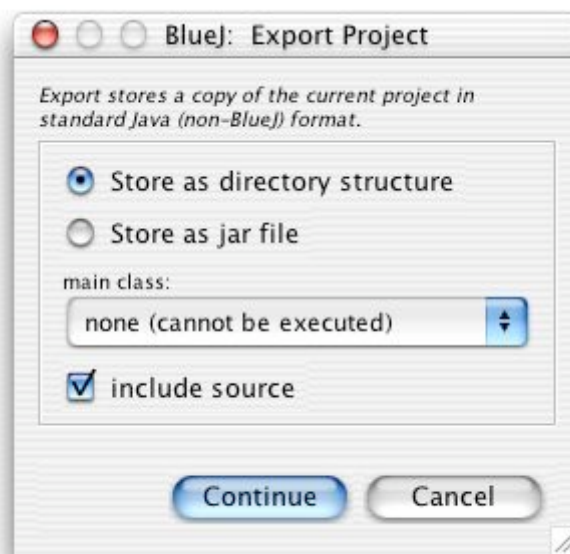 BlueJ: Export Project
Export stores a copy of the current project in
standard Java (non-BlueJ) format.
Store as directory structure
Store as jar file
main class:
none (cannot be executed)
include source
Continue
Cancel